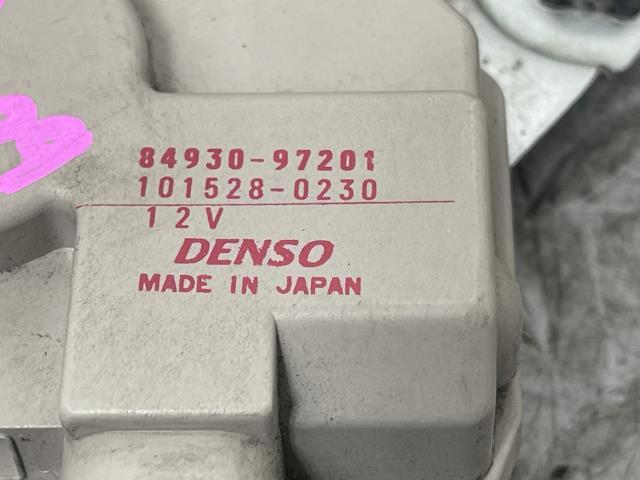 84930-97201
101528-0230
12V
DENSO
MADE IN JAPAN